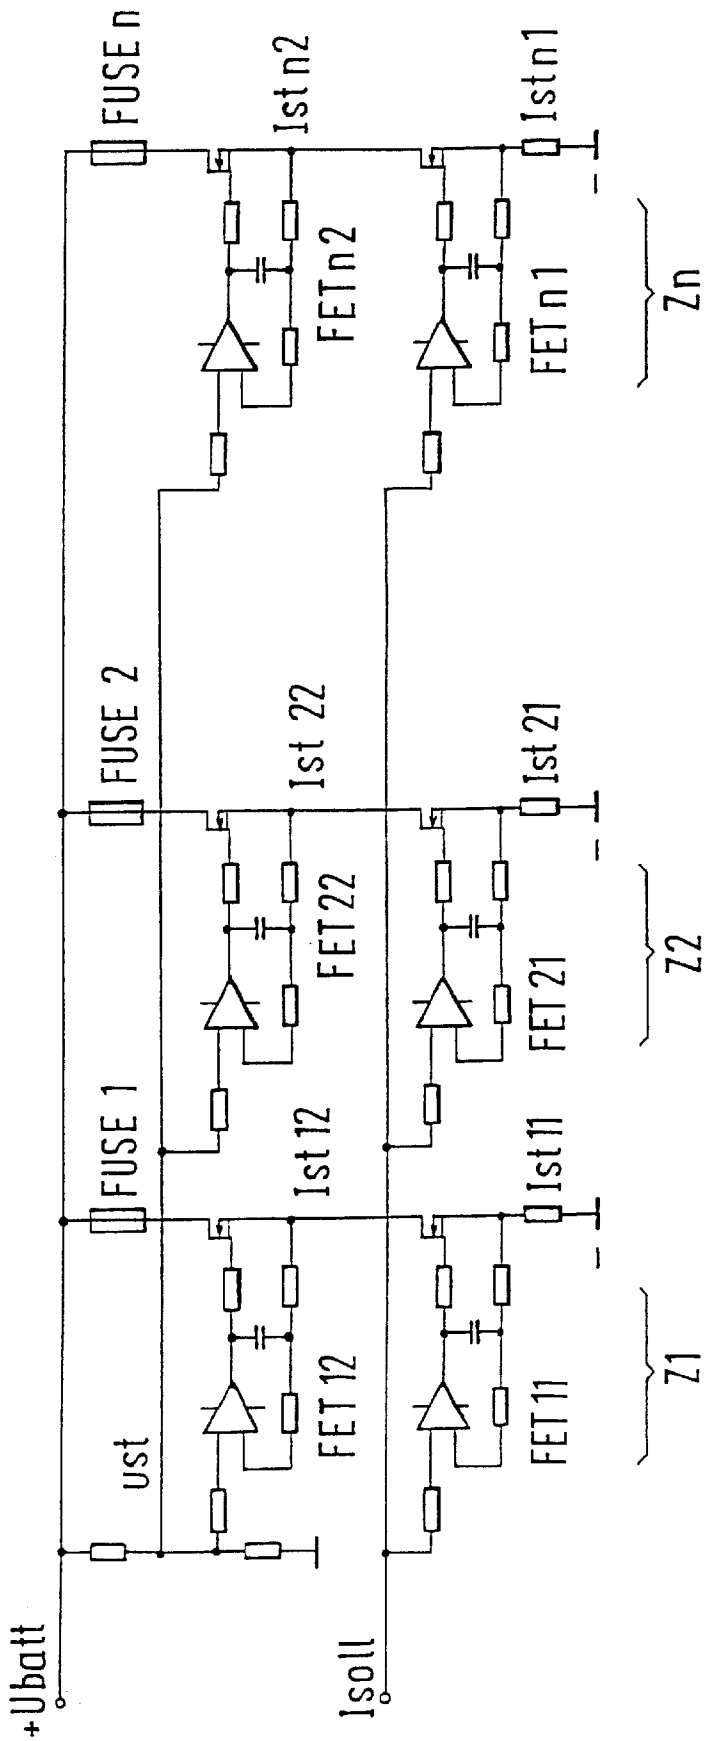 +Ubatt
FUSE 1
FUSE 2
FUSE n
ust
Ist 12
Ist 22
Ist n2
FET 12
FET 22
FET n2
Isoll
Ist 11
Ist 21
Ist n1
FET 11
FET 21
FET n1
–
–
–
Z1
Z2
Zn